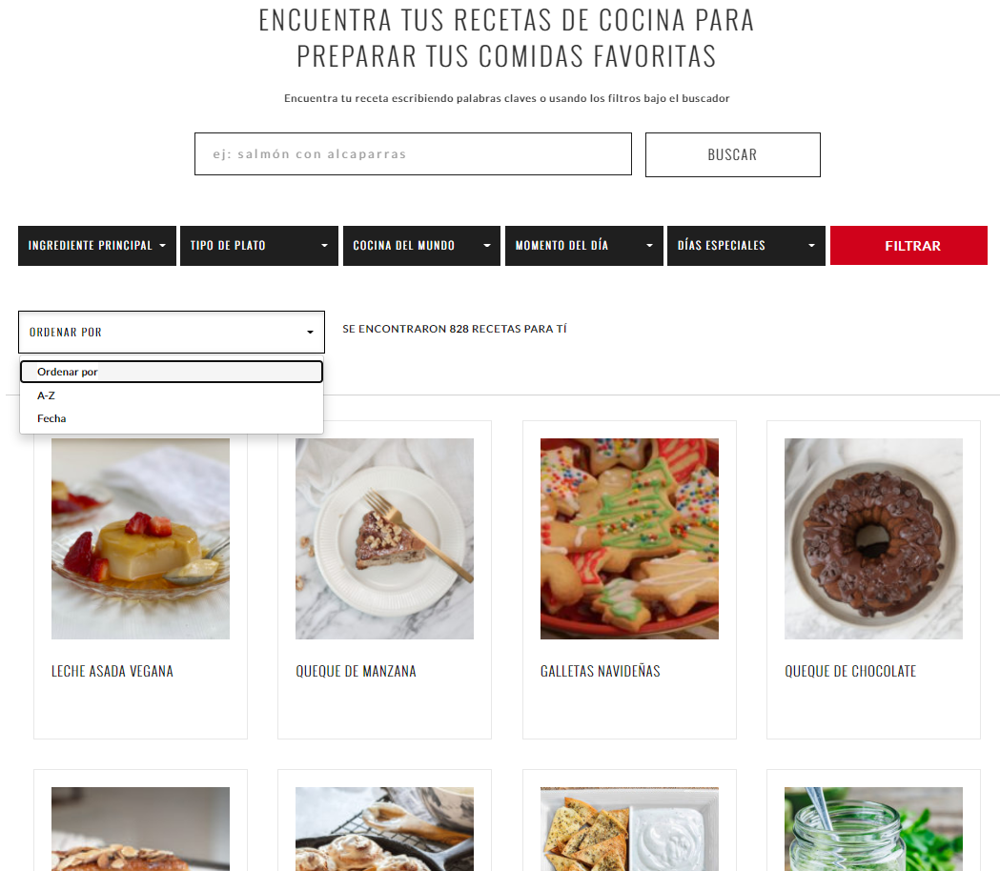 ENCUENTRA TUS RECETAS DE COCINA PARA
PREPARAR TUS COMIDAS FAVORITAS
Encuentra tu receta escribiendo palabras claves o usando los filtros bajo el buscador
ej: salmón con alcaparras
BUSCAR
INGREDIENTE PRINCIPAL
TIPO DE PLATO
COCINA DEL MUNDO
MOMENTO DEL DÍA
DÍAS ESPECIALES
FILTRAR
ORDENAR POR
SE ENCONTRARON 828 RECETAS PARA TÍ
Ordenar por
A-Z
Fecha
LECHE ASADA VEGANA
QUEQUE DE MANZANA
GALLETAS NAVIDEÑAS
QUEQUE DE CHOCOLATE